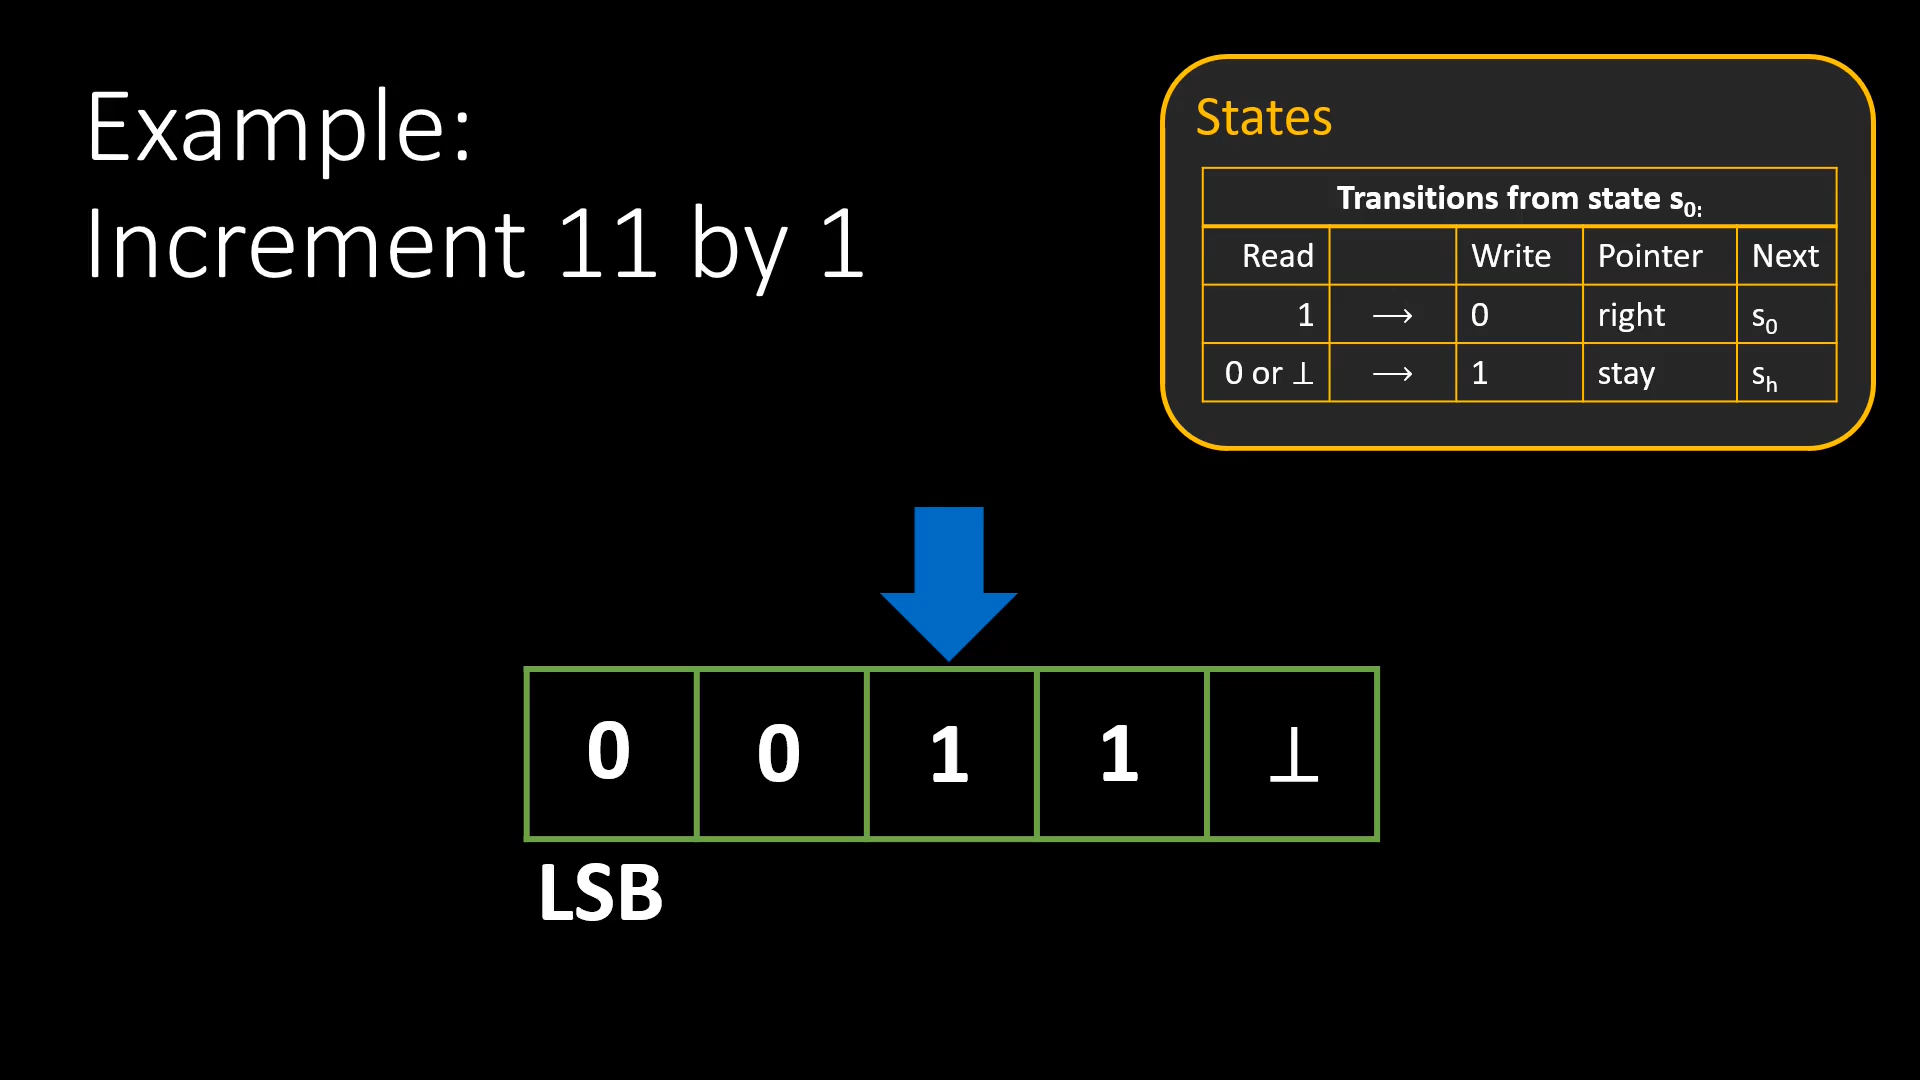 Example:
Increment 11 by 1
States
Transitions from state s₀:
Read Write Pointer Next
1 ⟶ 0 right s₀
0 or ⊥ ⟶ 1 stay sₕ
0 0 1 1 ⊥
LSB